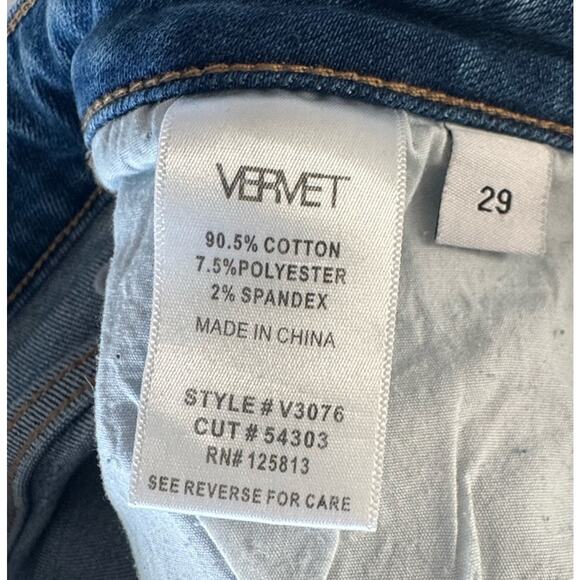 VERVET
90.5% COTTON
7.5%POLYESTER
2% SPANDEX
MADE IN CHINA
STYLE # V3076
CUT # 54303
RN# 125813
SEE REVERSE FOR CARE
29